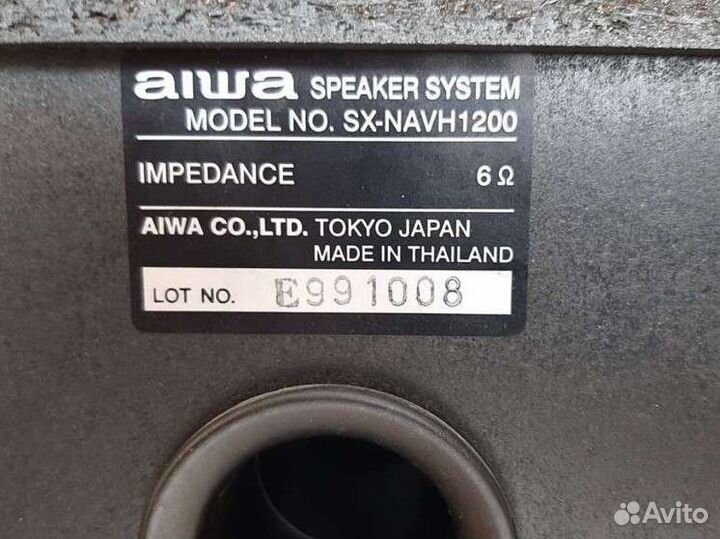 aiwa SPEAKER SYSTEM
MODEL NO. SX-NAVH1200
IMPEDANCE 6 Ω
AIWA CO.,LTD. TOKYO JAPAN
MADE IN THAILAND
LOT NO. E991008
Avito